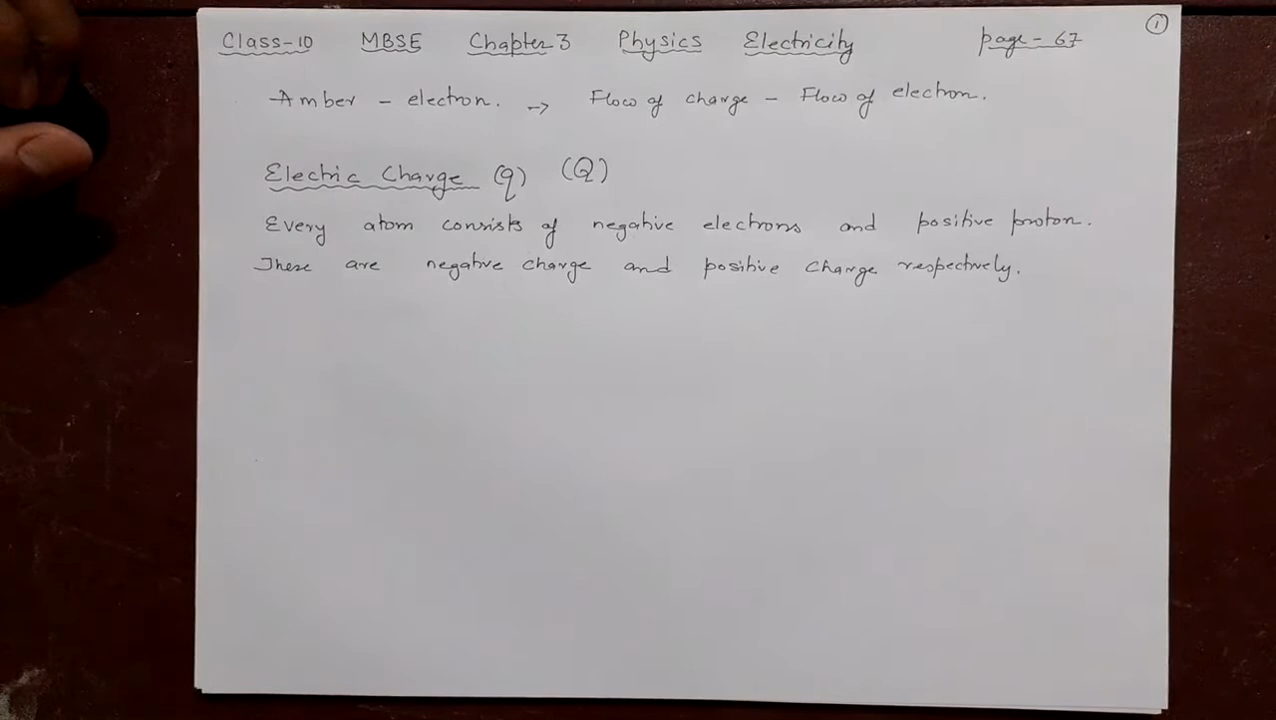 Class-10 MBSE Chapter 3 Physics Electricity page-67 ①
Amber - electron. → Flow of charge - Flow of electron.
Electric Charge (q) (Q)
Every atom consists of negative electrons and positive proton.
These are negative charge and positive charge respectively.